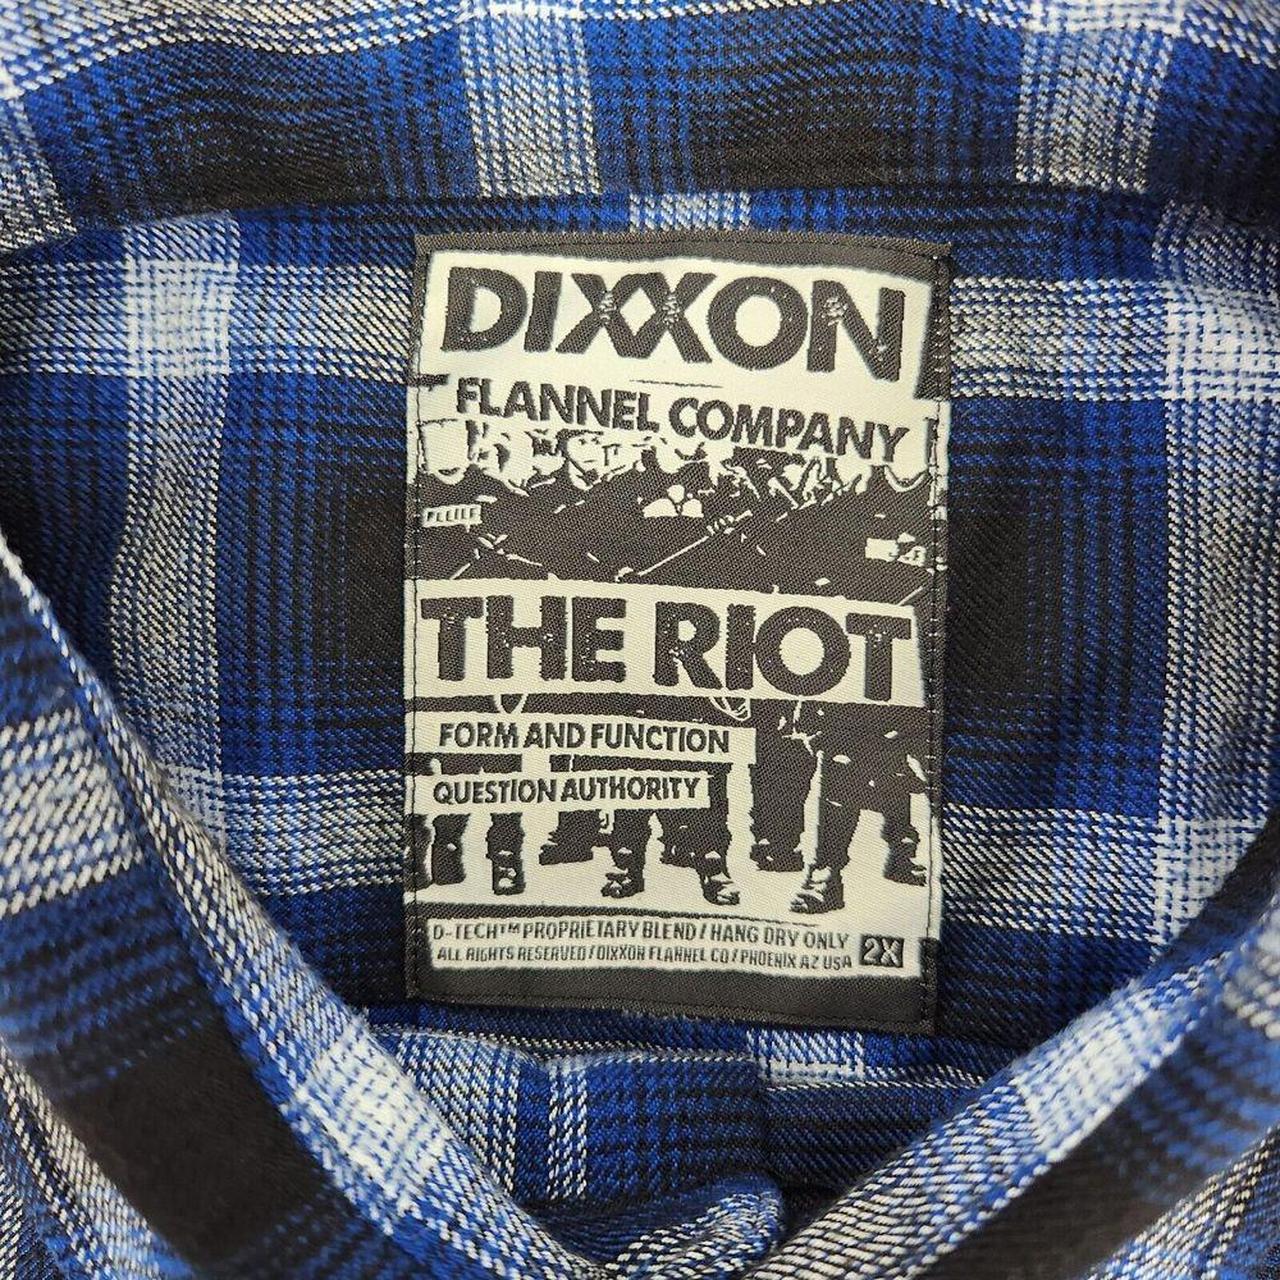 DIXXON
FLANNEL COMPANY
THE RIOT
FORM AND FUNCTION
QUESTION AUTHORITY
D-TECH™ PROPRIETARY BLEND / HANG DRY ONLY
ALL RIGHTS RESERVED / DIXXON FLANNEL CO / PHOENIX AZ USA
2X